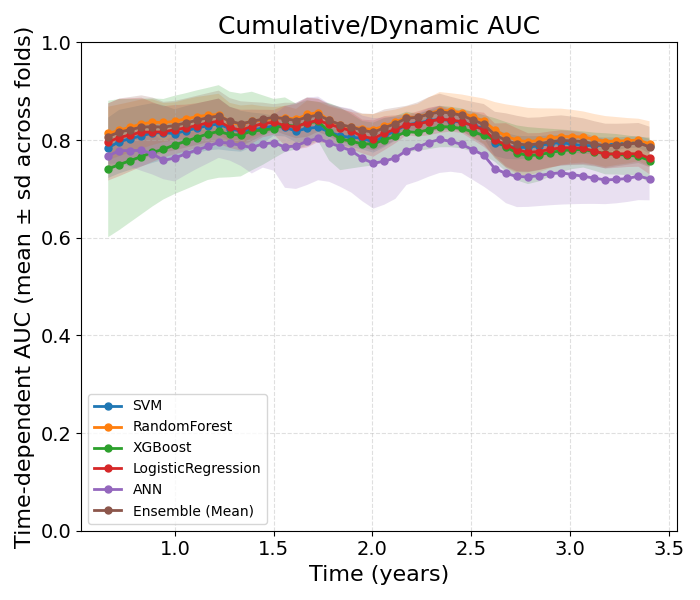 Cumulative/Dynamic AUC
Time-dependent AUC (mean ± sd across folds)
1.0
0.8
0.6
0.4
0.2
0.0
SVM
RandomForest
XGBoost
LogisticRegression
ANN
Ensemble (Mean)
1.0 1.5 2.0 2.5 3.0 3.5
Time (years)